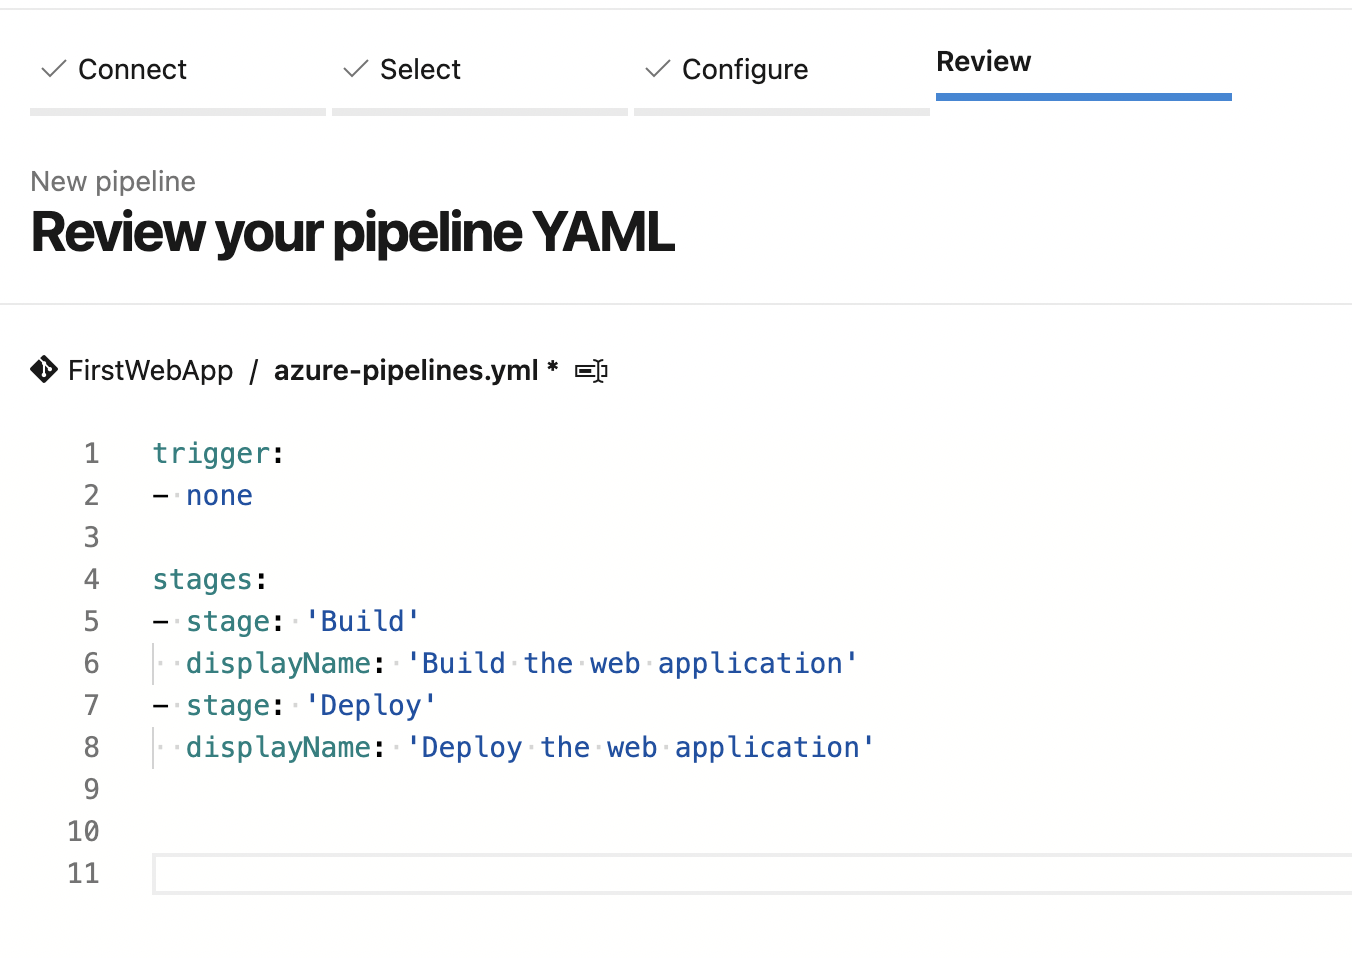 Connect Select Configure Review
New pipeline
Review your pipeline YAML
FirstWebApp / azure-pipelines.yml *
1 trigger:
2 - none
3
4 stages:
5 - stage: 'Build'
6   displayName: 'Build the web application'
7 - stage: 'Deploy'
8   displayName: 'Deploy the web application'
9
10
11